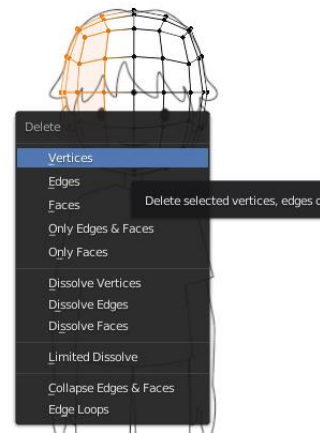 Delete
Vertices
Edges
Delete selected vertices, edges o
Faces
Only Edges & Faces
Only Faces
Dissolve Vertices
Dissolve Edges
Dissolve Faces
Limited Dissolve
Collapse Edges & Faces
Edge Loops